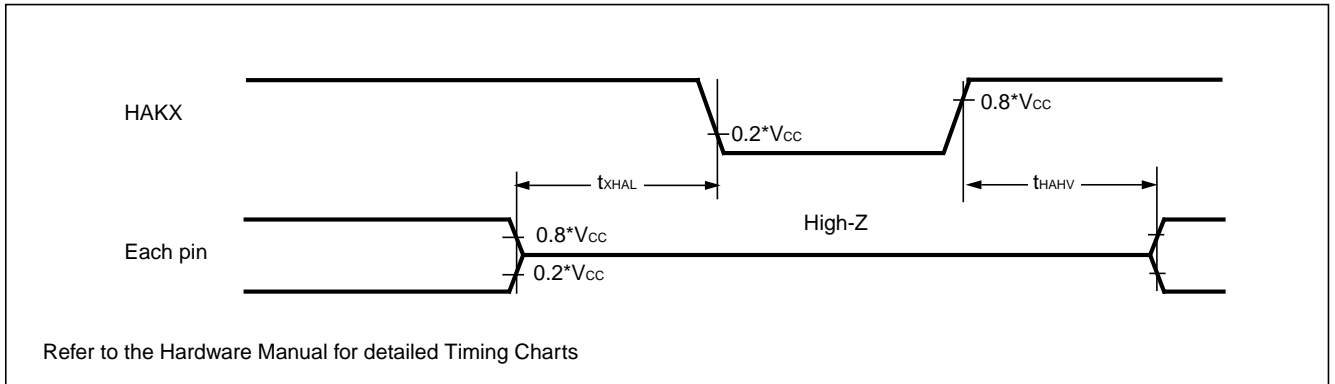 HAKX
0.8*VCC
0.2*VCC
tXHAL
tHAHV
High-Z
Each pin
0.8*VCC
0.2*VCC
Refer to the Hardware Manual for detailed Timing Charts